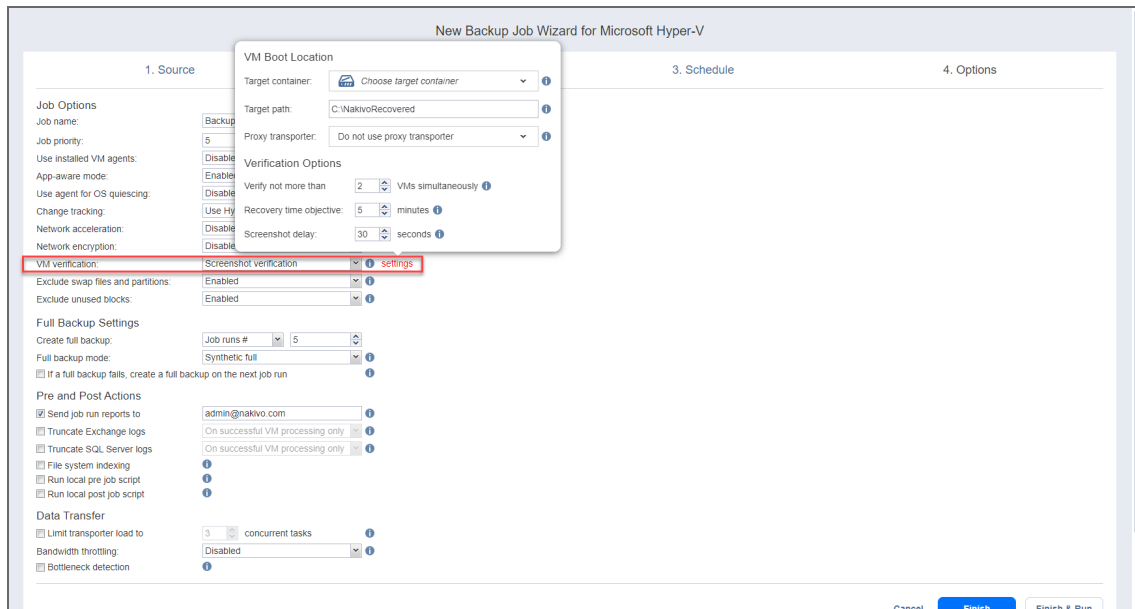 New Backup Job Wizard for Microsoft Hyper-V
1. Source
3. Schedule
4. Options
VM Boot Location
Target container: Choose target container
Target path: C:\NakivoRecovered
Proxy transporter: Do not use proxy transporter
Verification Options
Verify not more than 2 VMs simultaneously
Recovery time objective: 5 minutes
Screenshot delay: 30 seconds
Job Options
Job name: Backup
Job priority: 5
Use installed VM agents: Disable
App-aware mode: Enable
Use agent for OS quiescing: Disable
Change tracking: Use Hy
Network acceleration: Disable
Network encryption: Disable
VM verification: Screenshot verification settings
Exclude swap files and partitions: Enabled
Exclude unused blocks: Enabled
Full Backup Settings
Create full backup: Job runs # 5
Full backup mode: Synthetic full
If a full backup fails, create a full backup on the next job run
Pre and Post Actions
Send job run reports to admin@nakivo.com
Truncate Exchange logs On successful VM processing only
Truncate SQL Server logs On successful VM processing only
File system indexing
Run local pre job script
Run local post job script
Data Transfer
Limit transporter load to 3 concurrent tasks
Bandwidth throttling: Disabled
Bottleneck detection
Cancel Finish Finish & Run